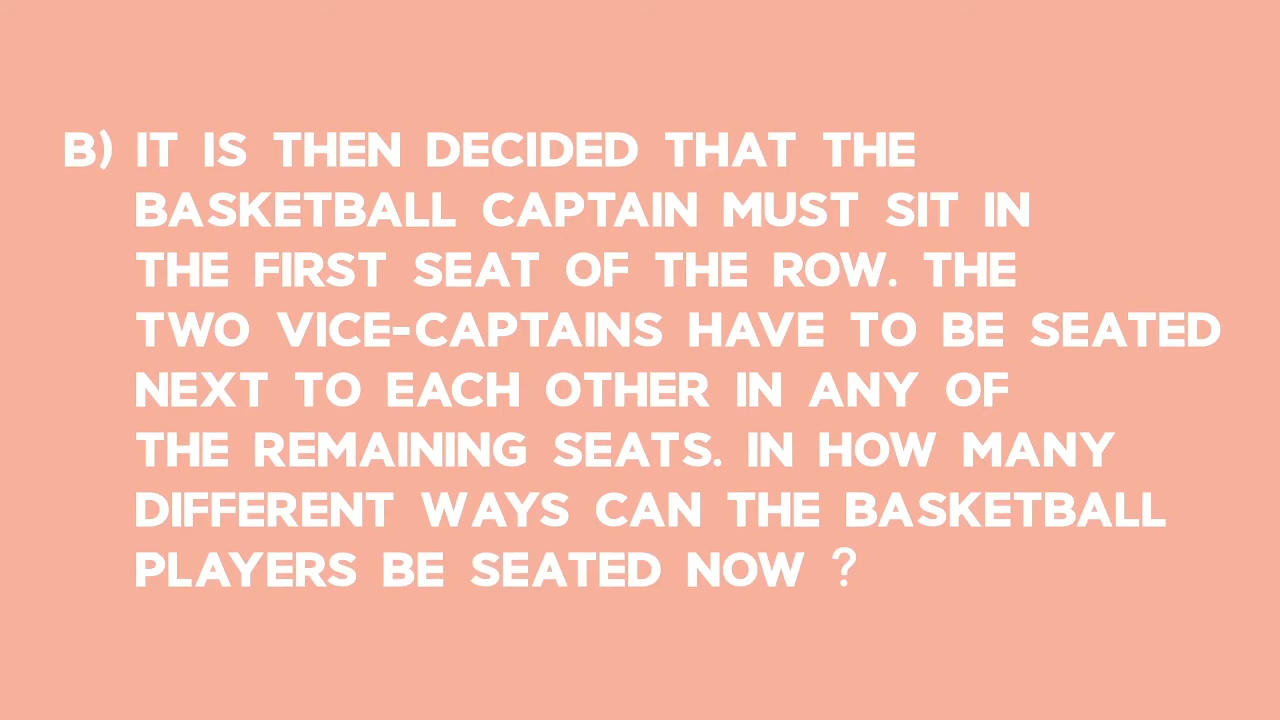 B) IT IS THEN DECIDED THAT THE
BASKETBALL CAPTAIN MUST SIT IN
THE FIRST SEAT OF THE ROW. THE
TWO VICE-CAPTAINS HAVE TO BE SEATED
NEXT TO EACH OTHER IN ANY OF
THE REMAINING SEATS. IN HOW MANY
DIFFERENT WAYS CAN THE BASKETBALL
PLAYERS BE SEATED NOW ?